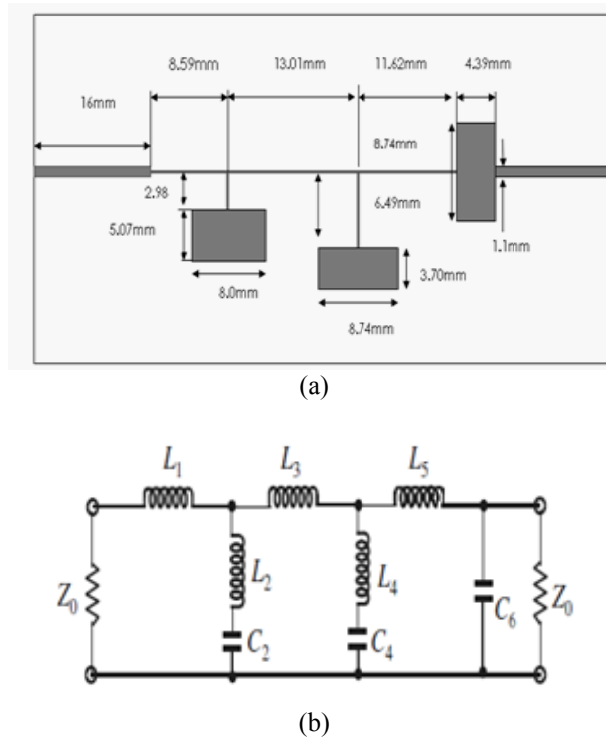 8.59mm 13.01mm 11.62mm 4.39mm
16mm
8.74mm
2.98
6.49mm
5.07mm
1.1mm
3.70mm
8.0mm
8.74mm
(a)
L1 L3 L5
Z0 L2 L4 C6 Z0
C2 C4
(b)